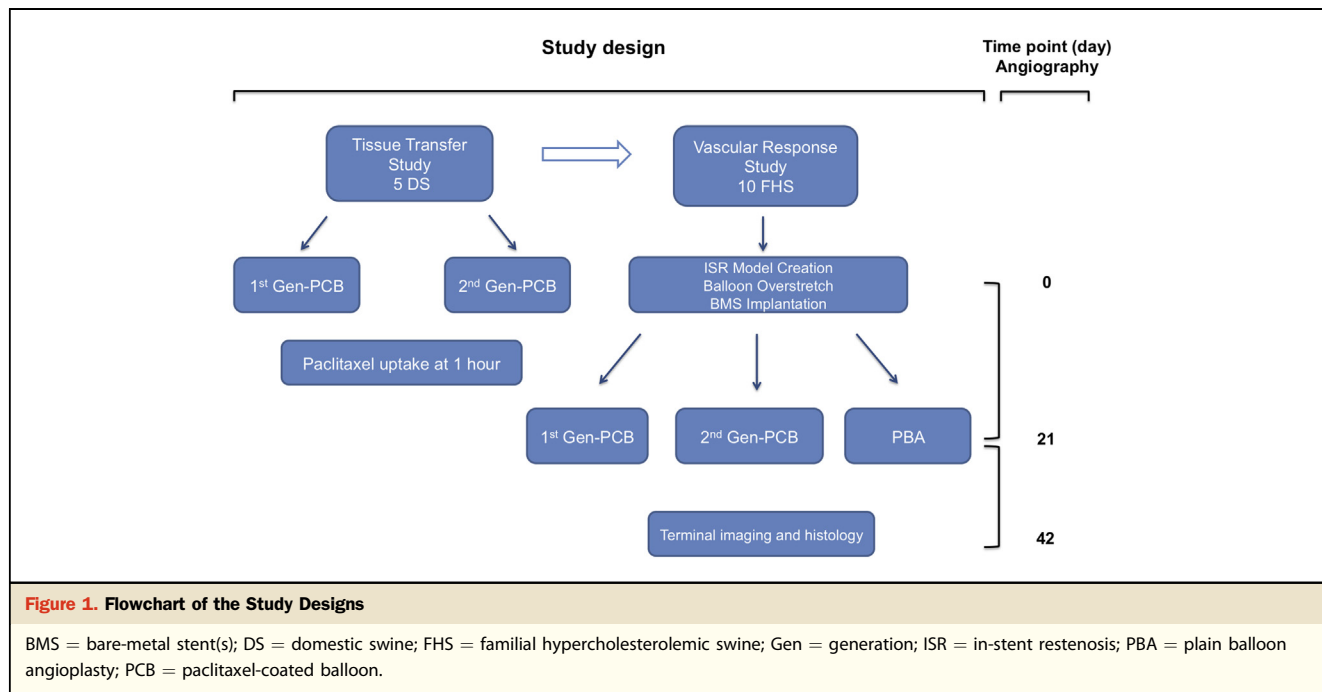 Study design
Time point (day)
Angiography
Tissue Transfer
Study
5 DS
Vascular Response
Study
10 FHS
1st Gen-PCB
2nd Gen-PCB
ISR Model Creation
Balloon Overstretch
BMS Implantation
0
Paclitaxel uptake at 1 hour
1st Gen-PCB
2nd Gen-PCB
PBA
21
Terminal imaging and histology
42
Figure 1. Flowchart of the Study Designs
BMS = bare-metal stent(s); DS = domestic swine; FHS = familial hypercholesterolemic swine; Gen = generation; ISR = in-stent restenosis; PBA = plain balloon
angioplasty; PCB = paclitaxel-coated balloon.